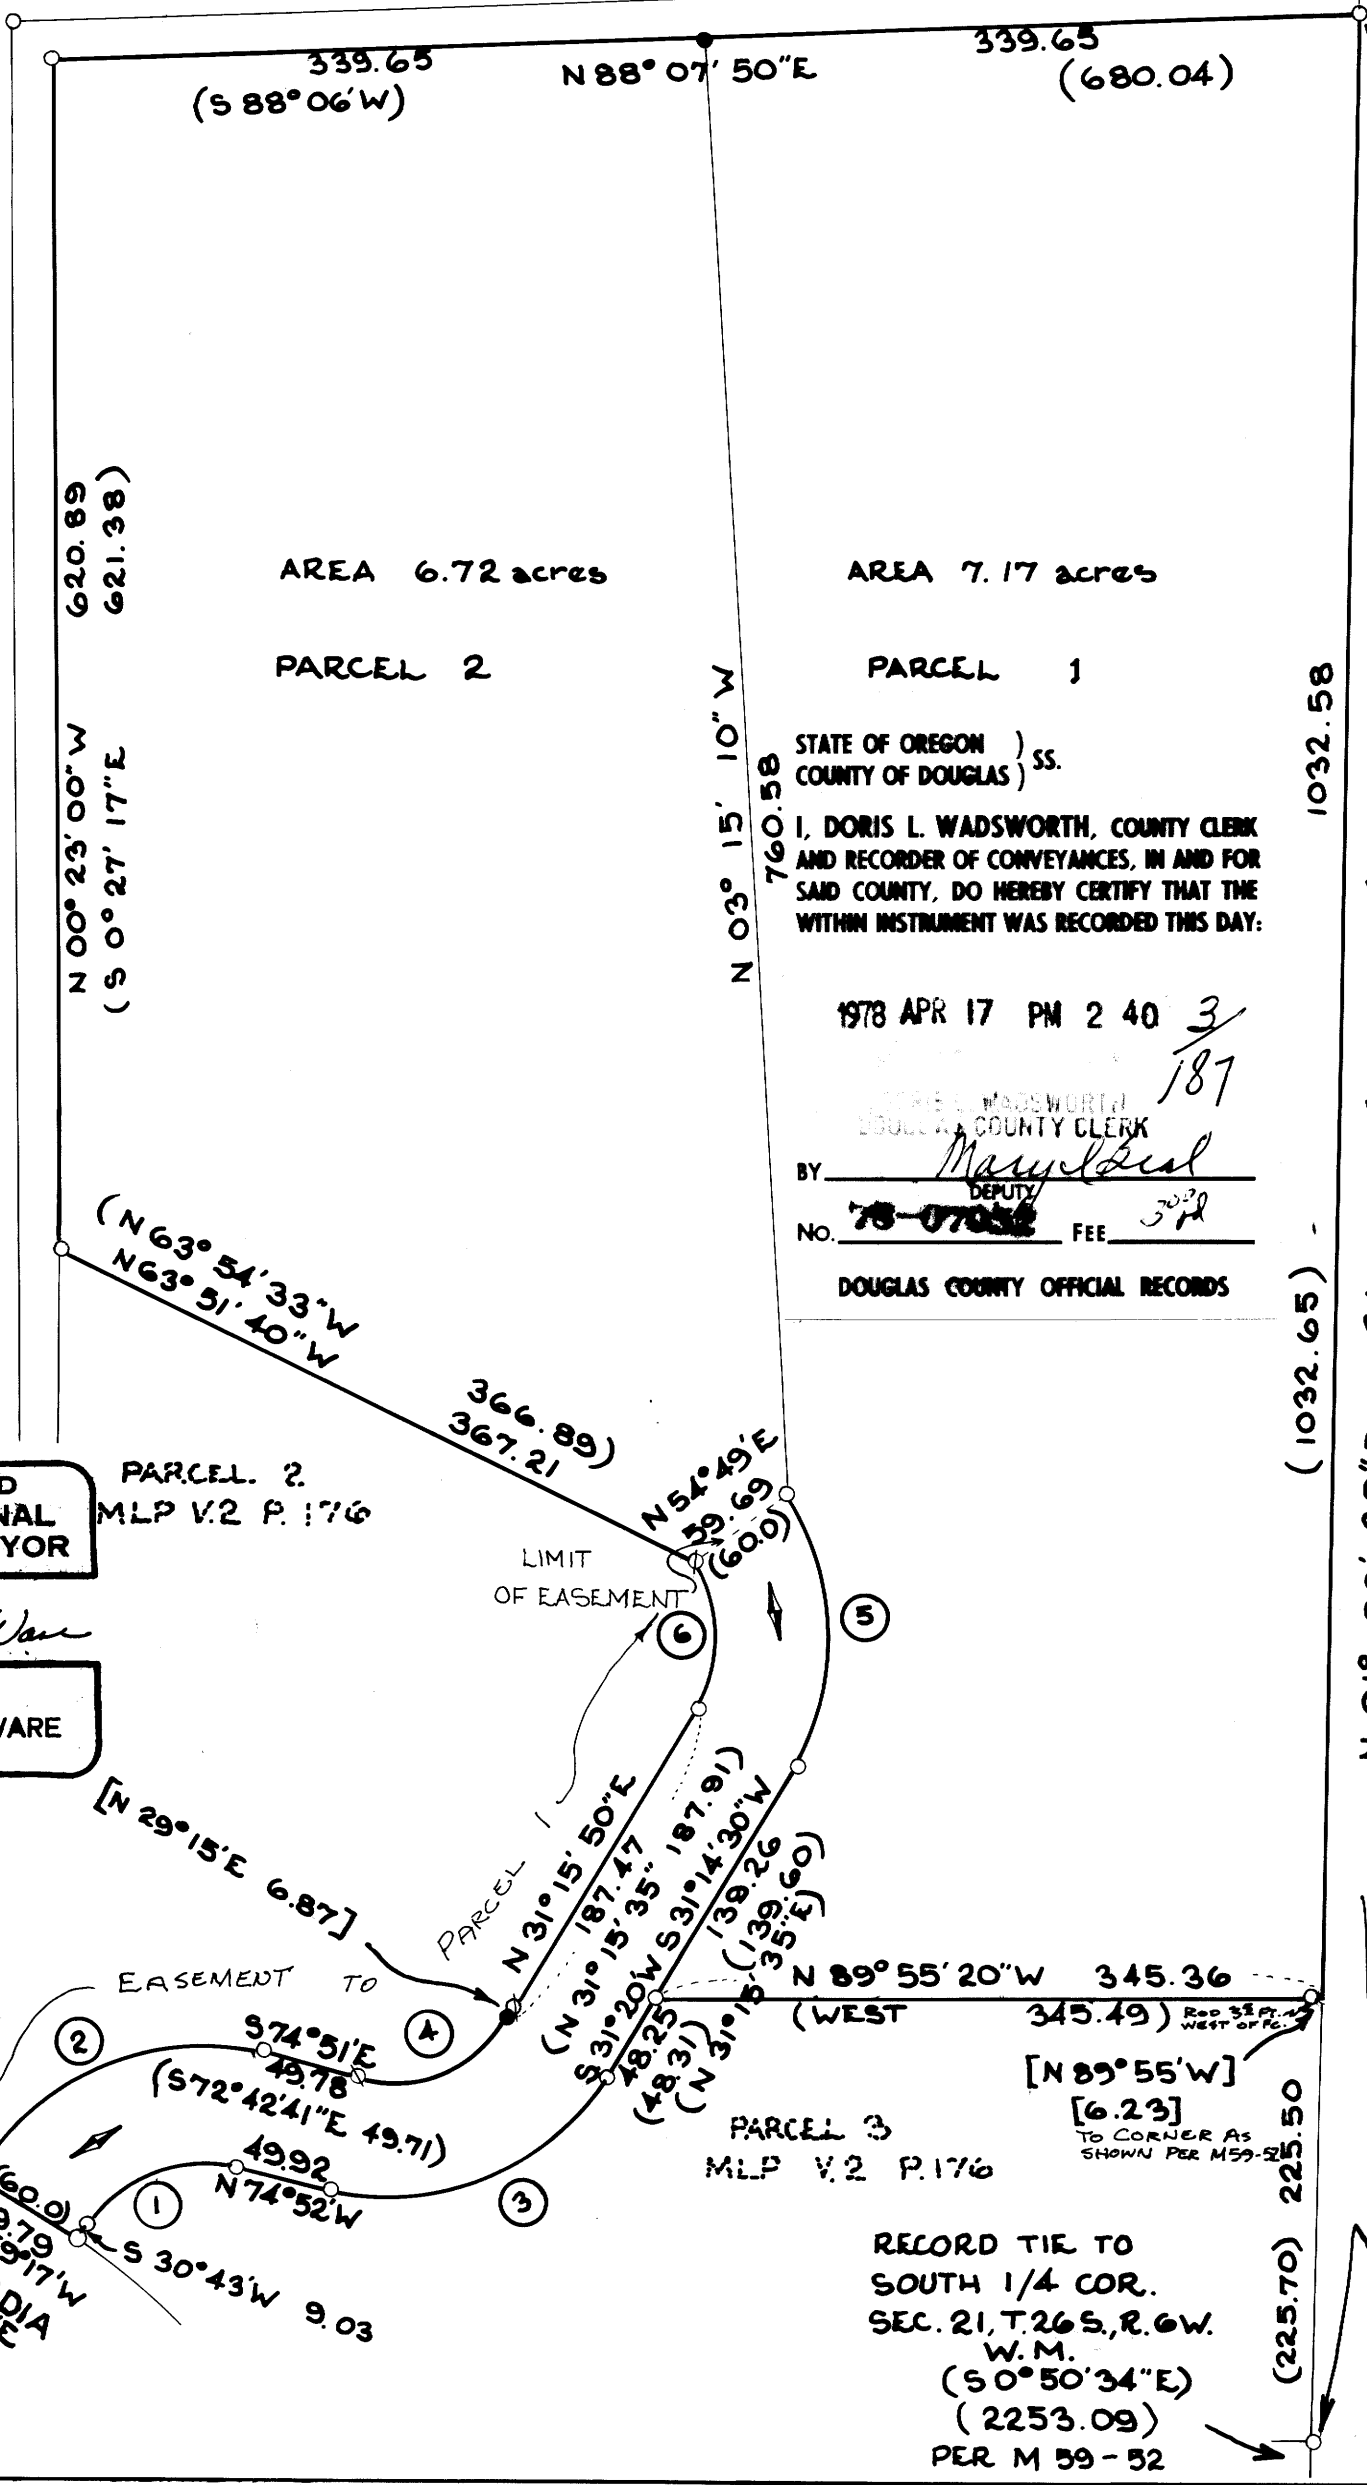 339.65
339.65
N 88° 07' 50" E
(S 88° 06' W)
(680.04)
620.89
(621.38)
N 00° 23' 00" W
(S 0° 27' 17" E
AREA 6.72 acres
PARCEL 2
AREA 7.17 acres
PARCEL 1
N 03° 15' 10" W
760.58
1032.58
(1032.65)
STATE OF OREGON )
COUNTY OF DOUGLAS ) SS.
I, DORIS L. WADSWORTH, COUNTY CLERK
AND RECORDER OF CONVEYANCES, IN AND FOR
SAID COUNTY, DO HEREBY CERTIFY THAT THE
WITHIN INSTRUMENT WAS RECORDED THIS DAY:
1978 APR 17 PM 2 40
3/187
WADSWORTH
COUNTY CLERK
BY
DEPUTY
NO. FEE
DOUGLAS COUNTY OFFICIAL RECORDS
(N 63° 54' 33" W
N 63° 51' 40" W
366.89)
367.21
PARCEL 2
MLP V.2 P. 176
YOR
N 54° 49' E
59.69
(60.0)
LIMIT
OF EASEMENT
6
5
[N 29° 15' E 6.87]
PARCEL 1
EASEMENT TO
N 31° 15' 50" E
187.47
(N 31° 15' 35" 187.91)
S 31° 14' 30" W
139.26
(139.60)
S 31° 20' W
48.25
(48.31)
(N 31° 15' 35" E)
N 89° 55' 20" W 345.36
(WEST 345.49)
WEST OF
[N 89° 55' W]
[6.23]
TO CORNER AS
SHOWN PER M59-52
225.50
(225.70)
2
S 74° 51' E
49.78
4
(S 72° 42' 41" E 49.71)
49.92
N 74° 52' W
1
3
S 30° 43' W 9.03
PARCEL 3
MLP V.2 P.176
RECORD TIE TO
SOUTH 1/4 COR.
SEC. 21, T. 26 S., R. 6 W.
W. M.
(S 0° 50' 34" E)
(2253.09)
PER M 59-52